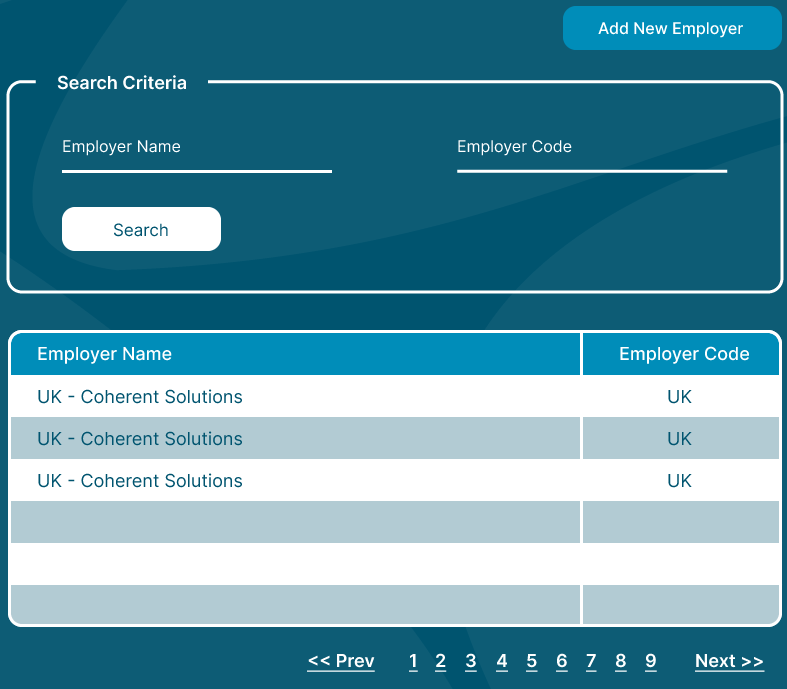 Add New Employer
Search Criteria
Employer Name Employer Code
Search
Employer Name Employer Code
UK - Coherent Solutions UK
UK - Coherent Solutions UK
UK - Coherent Solutions UK
<< Prev 1 2 3 4 5 6 7 8 9 Next >>